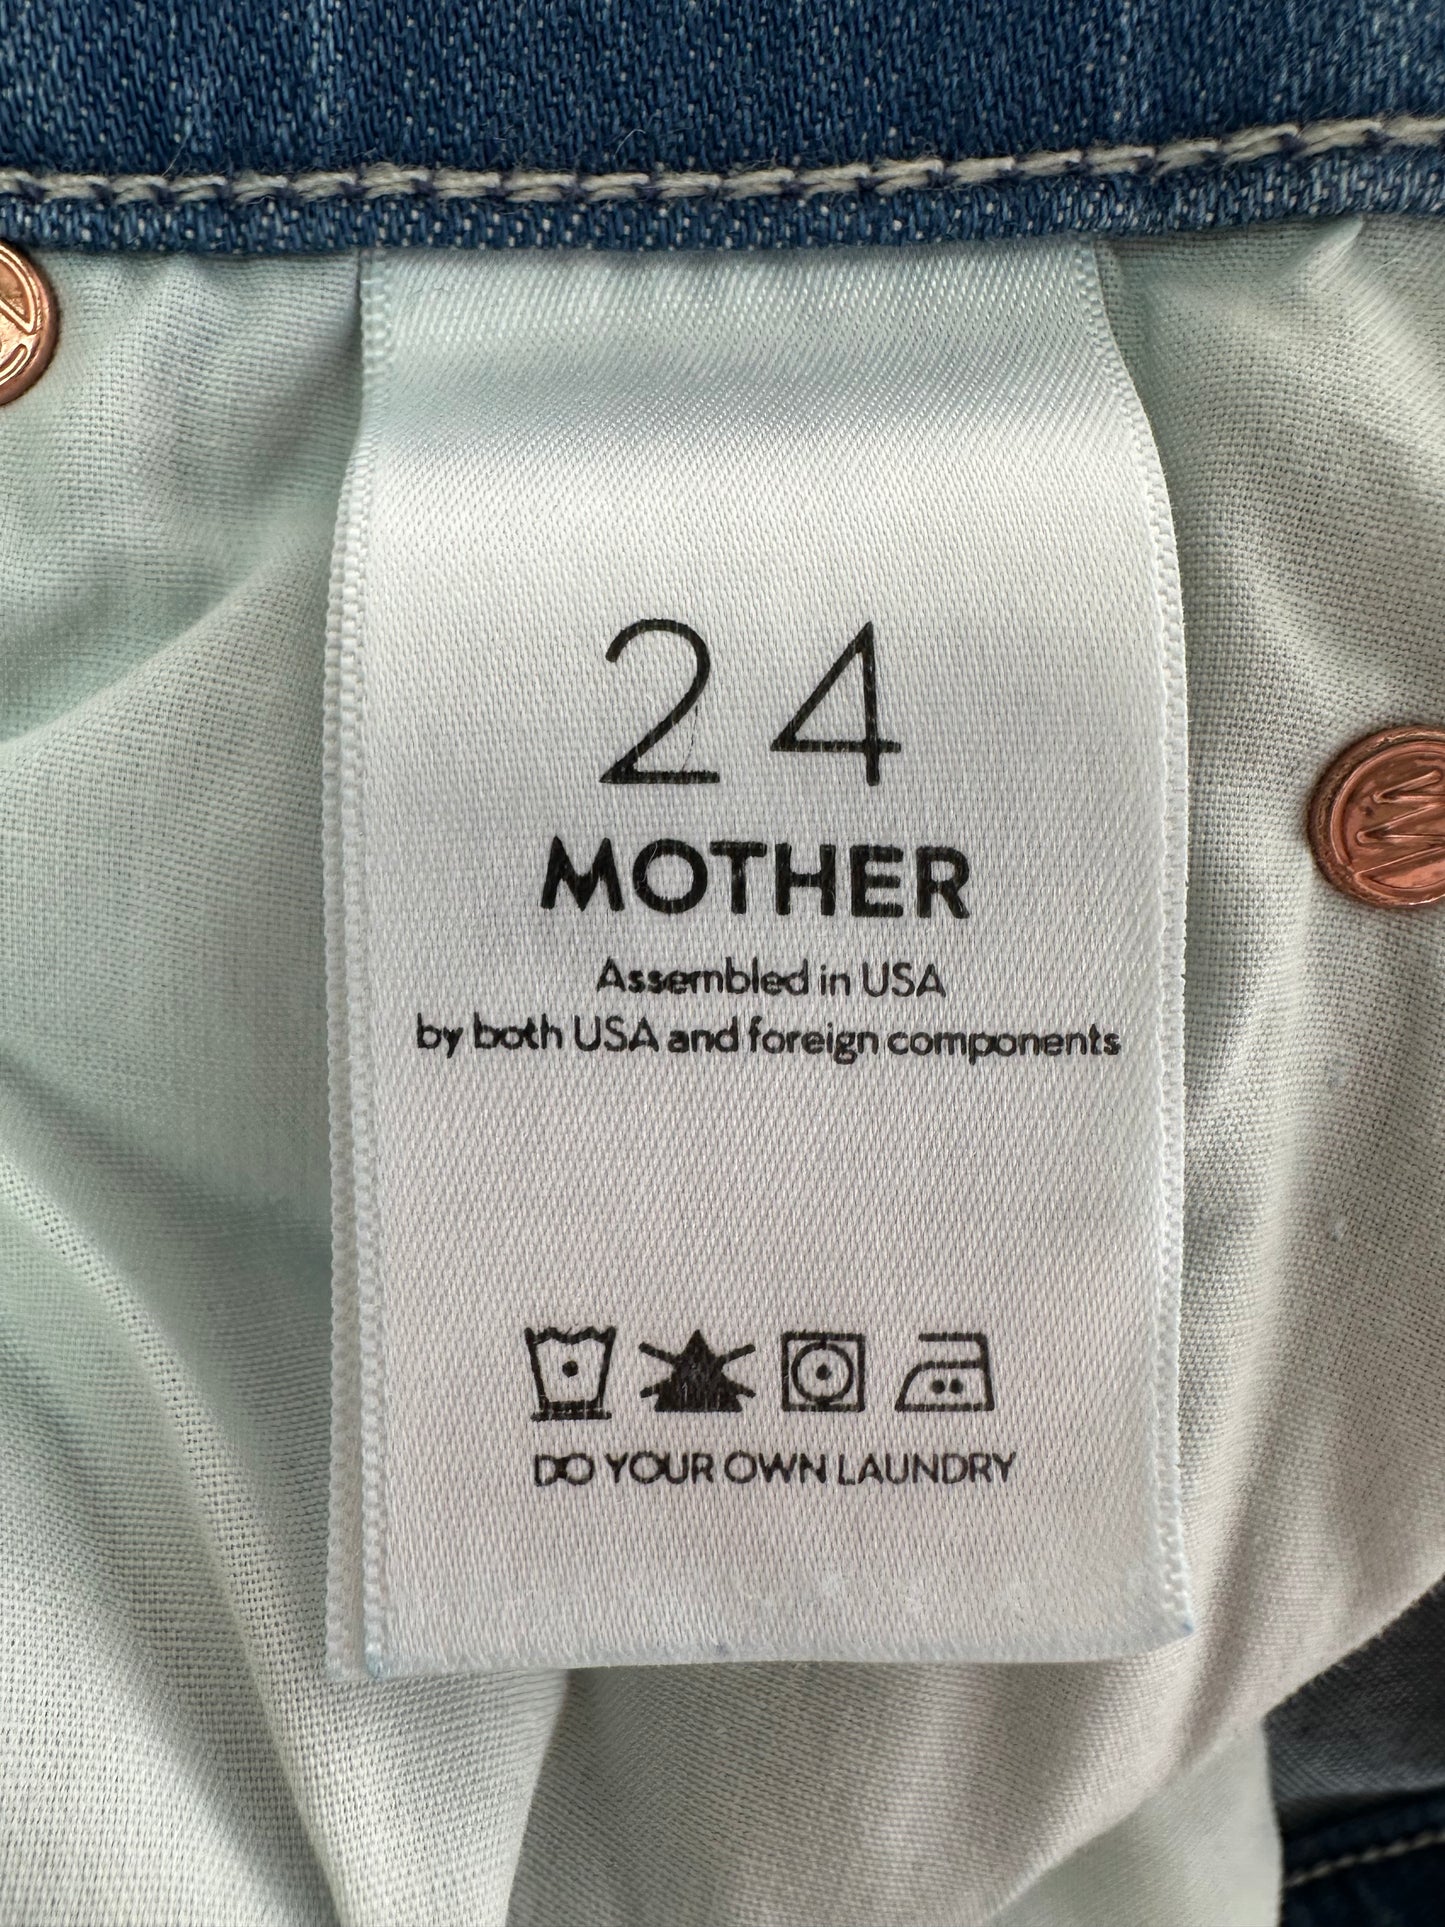 24
MOTHER
Assembled in USA
by both USA and foreign components
DO YOUR OWN LAUNDRY